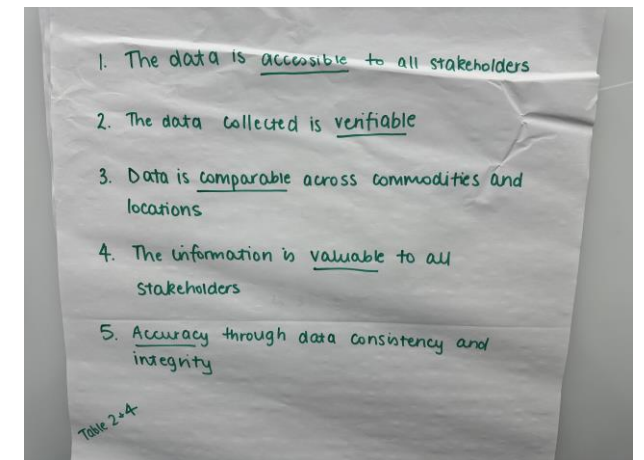 1. The data is accessible to all stakeholders
2. The data collected is verifiable
3. Data is comparable across commodities and
locations
4. The information is valuable to all
stakeholders
5. Accuracy through data consistency and
integrity
Table 2+4